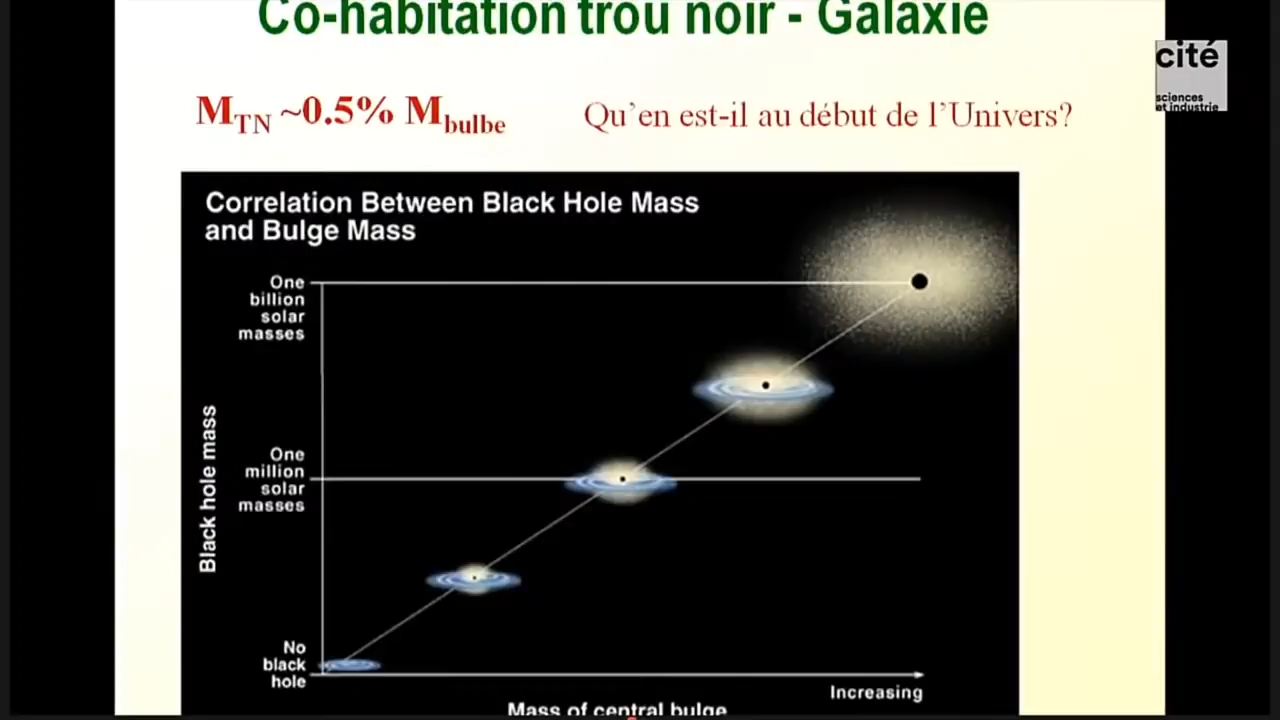 Co-habitation trou noir - Galaxie
cité
sciences
et industrie
M_TN ~0.5% M_bulbe
Qu'en est-il au début de l'Univers?
Correlation Between Black Hole Mass
and Bulge Mass
One
billion
solar
masses
Black hole mass
One
million
solar
masses
No
black
hole
Increasing
Mass of central bulge